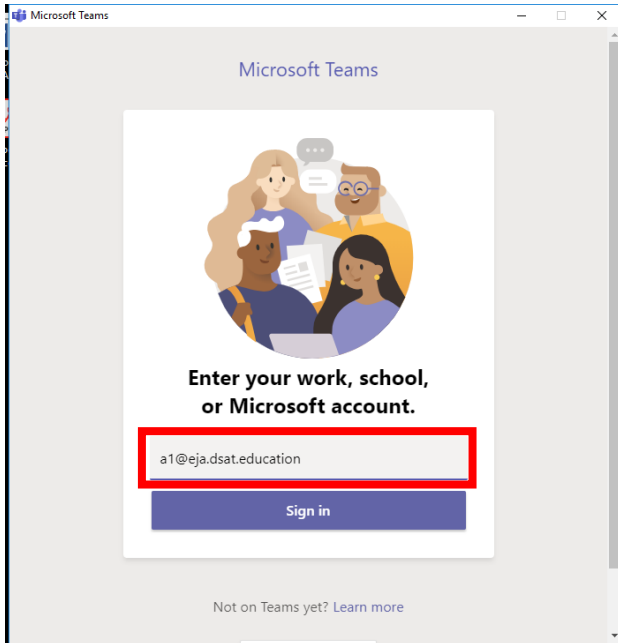 Microsoft Teams
Microsoft Teams
Enter your work, school,
or Microsoft account.
a1@eja.dsat.education
Sign in
Not on Teams yet? Learn more